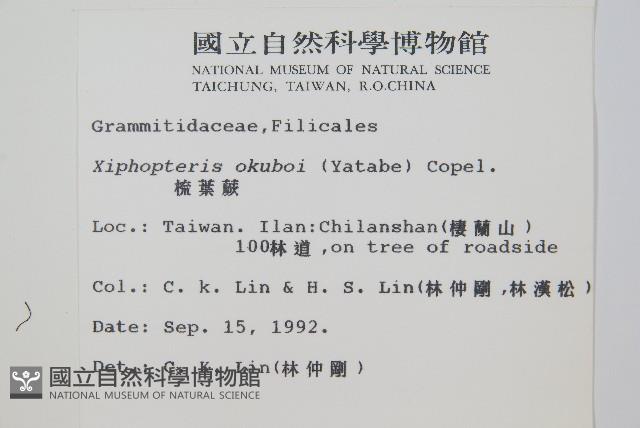 國立自然科學博物館
NATIONAL MUSEUM OF NATURAL SCIENCE
TAICHUNG, TAIWAN, R.O.CHINA
Grammitidaceae,Filicales
Xiphopteris okuboi (Yatabe) Copel.
梳葉蕨
Loc.: Taiwan. Ilan:Chilanshan(棲蘭山)
100林道,on tree of roadside
Col.: C. k. Lin & H. S. Lin(林仲剛,林漢松)
Date: Sep. 15, 1992.
Det.: C. K. Lin(林仲剛)
國立自然科學博物館
NATIONAL MUSEUM OF NATURAL SCIENCE